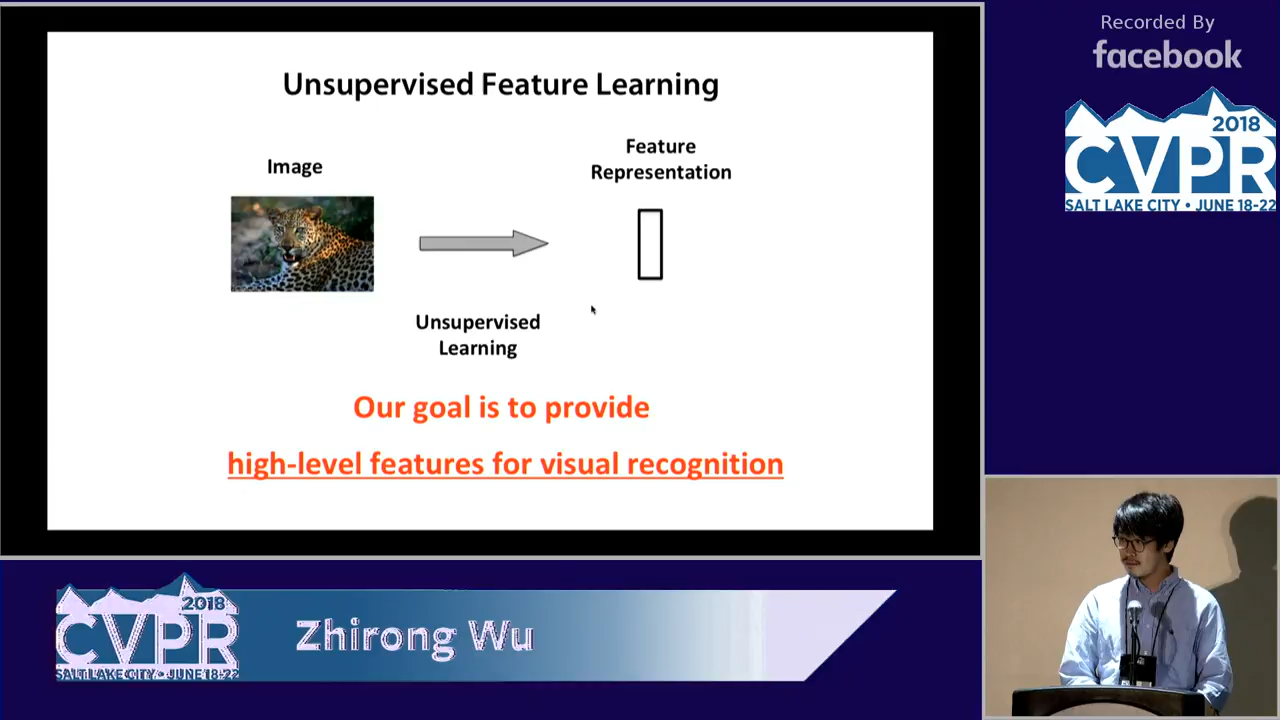 Unsupervised Feature Learning
Image
Feature
Representation
Unsupervised
Learning
Our goal is to provide
high-level features for visual recognition
Recorded By
facebook
2018
CVPR
SALT LAKE CITY • JUNE 18-22
2018
CVPR
SALT LAKE CITY • JUNE 18-22
Zhirong Wu